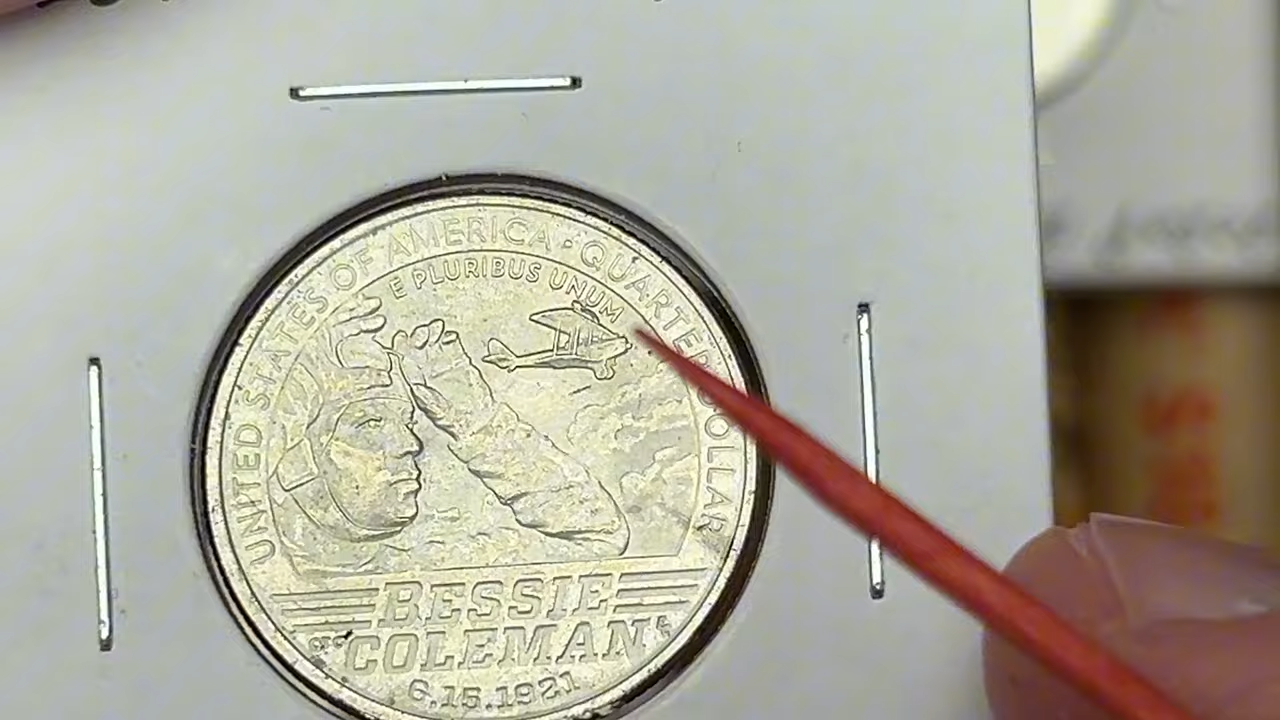 UNITED STATES OF AMERICA · QUARTER DOLLAR
E PLURIBUS UNUM
BESSIE
COLEMAN
6.15.1921